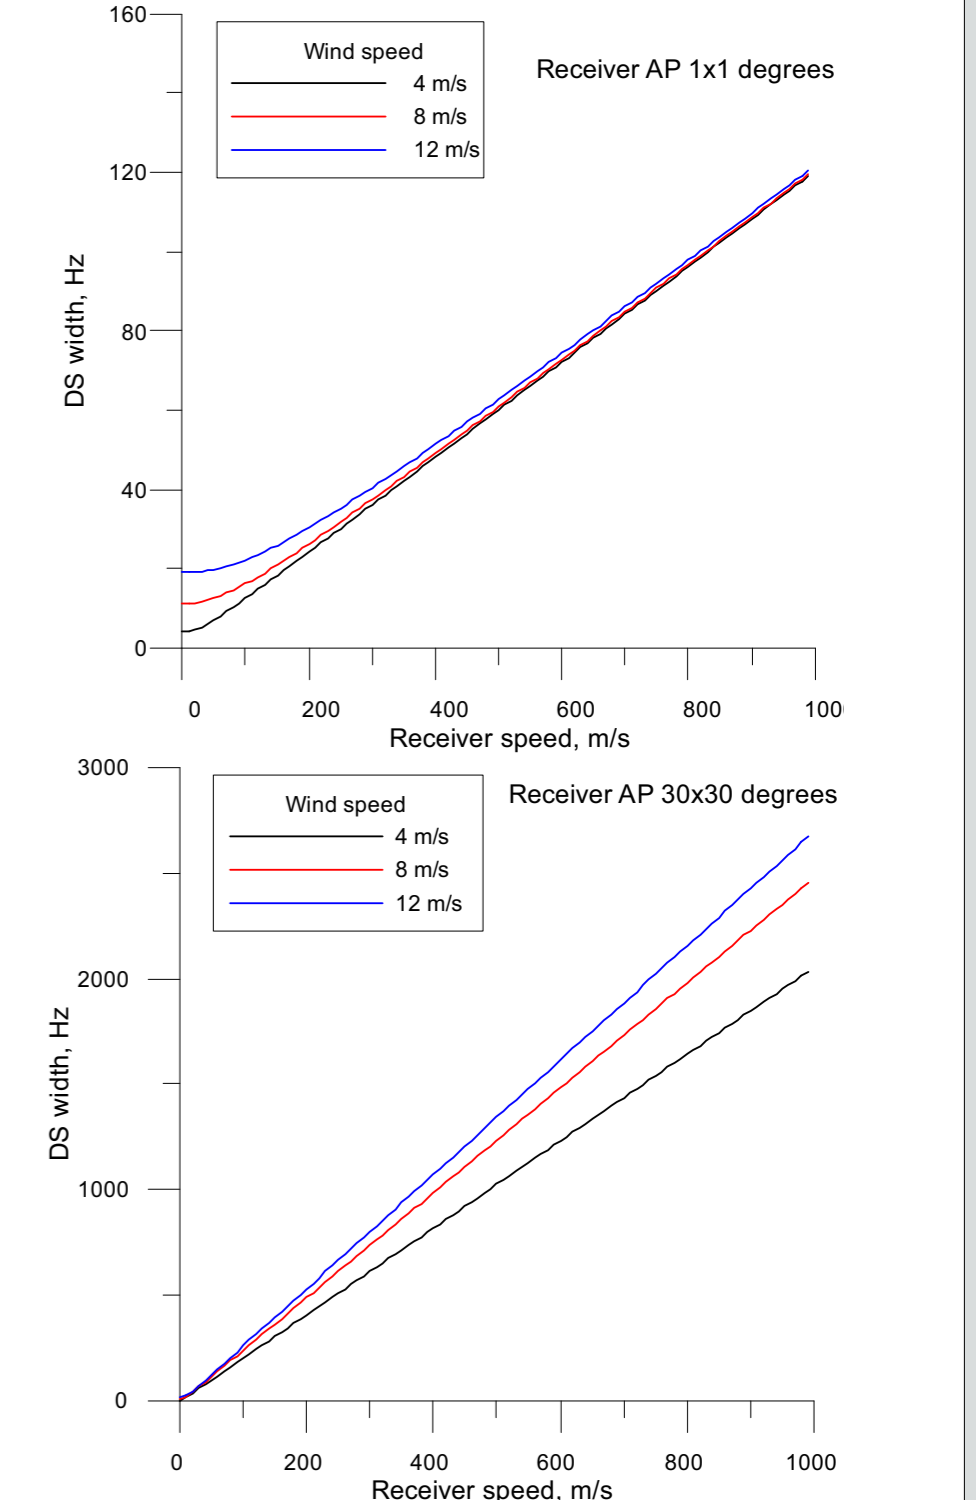 160
Wind speed
4 m/s
8 m/s
12 m/s
Receiver AP 1x1 degrees
120
80
40
0
DS width, Hz
0 200 400 600 800 100
Receiver speed, m/s
3000
Wind speed
4 m/s
8 m/s
12 m/s
Receiver AP 30x30 degrees
2000
1000
0
DS width, Hz
0 200 400 600 800 1000
Receiver speed, m/s